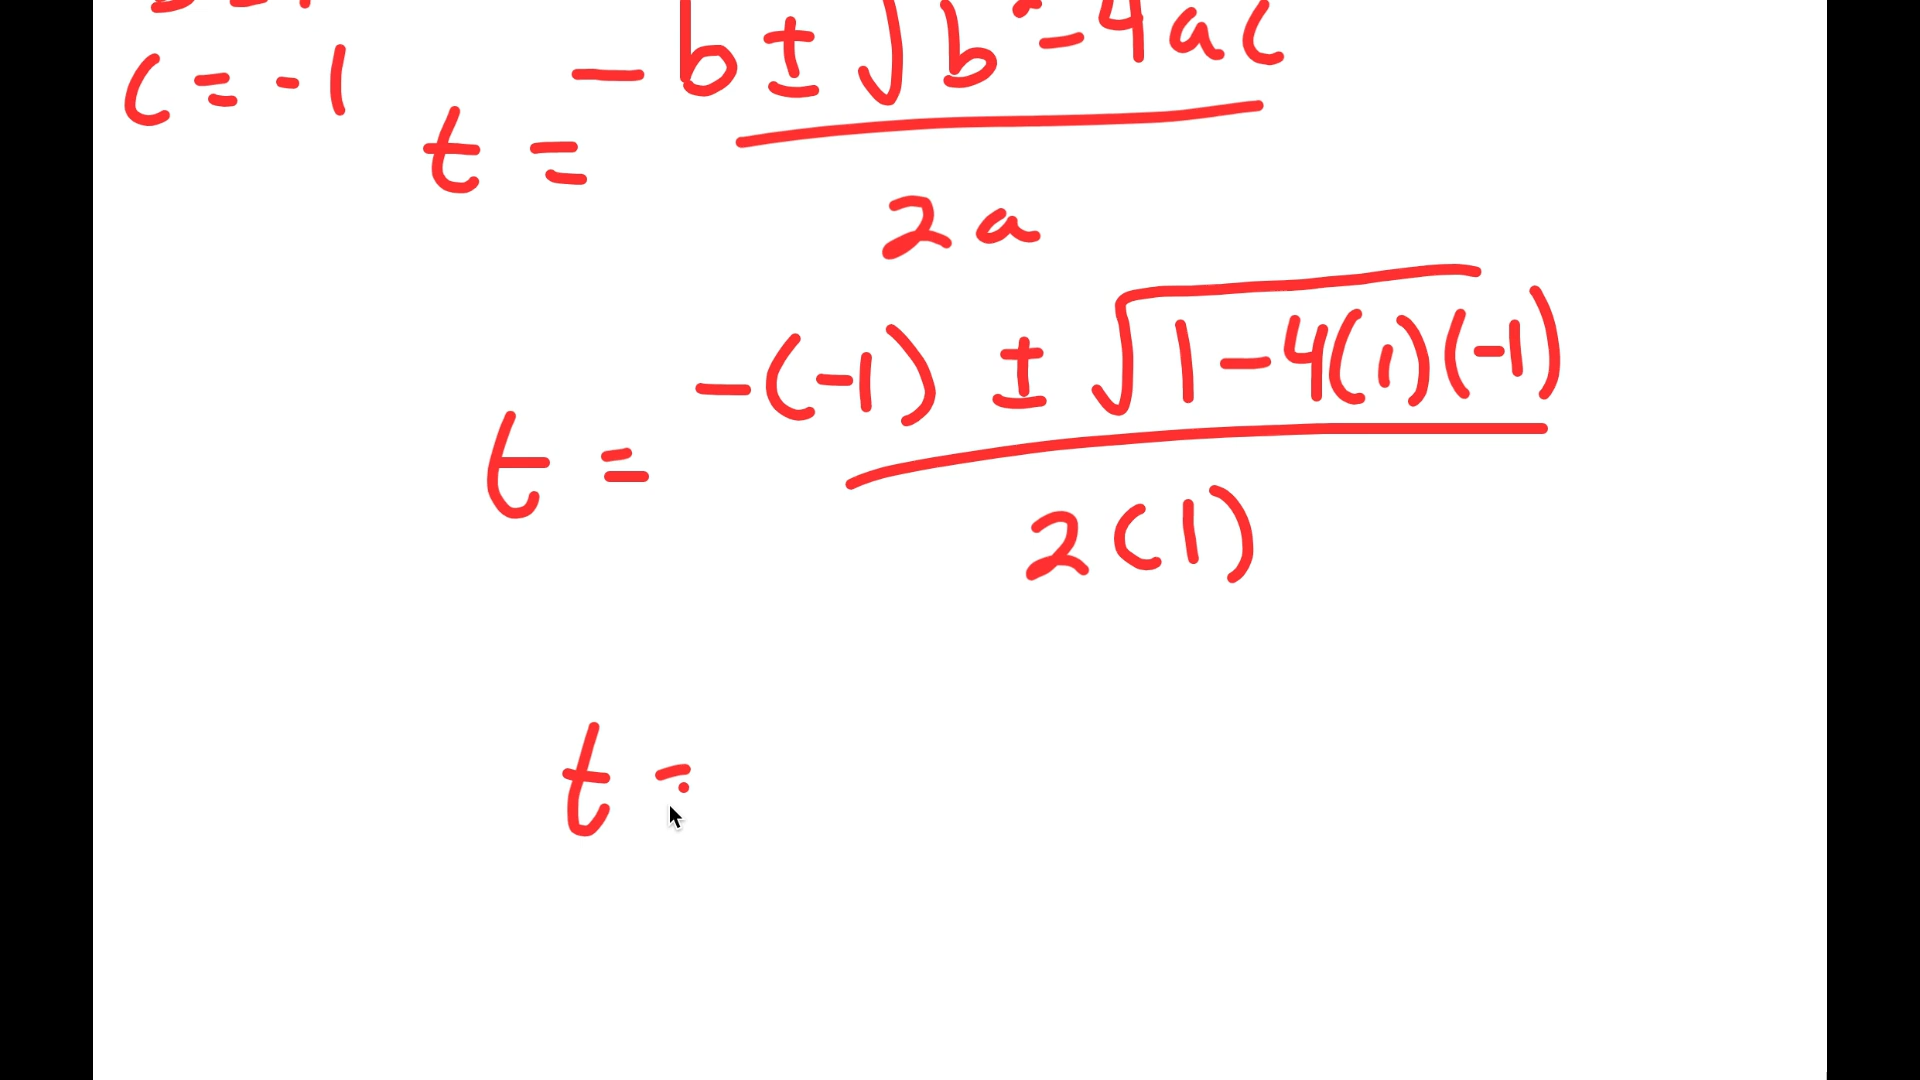 c = -1
t = (-b ± √(b² - 4ac)) / 2a
t = (-(-1) ± √(1 - 4(1)(-1))) / 2(1)
t =